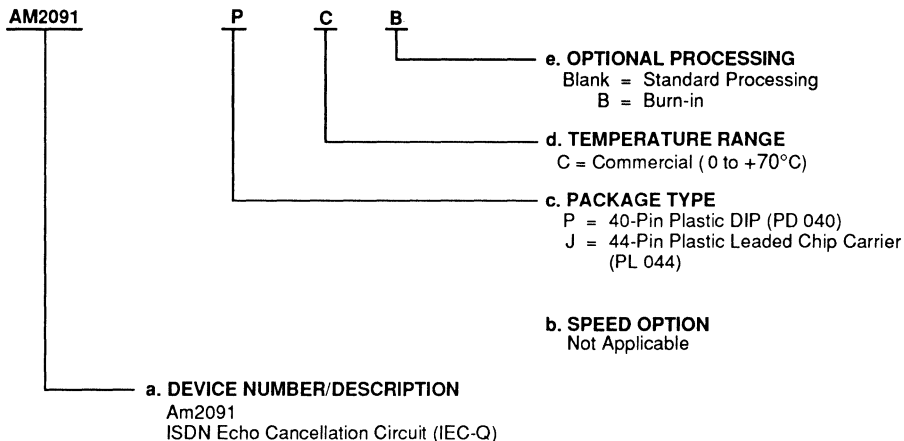 AM2091 P C B
e. OPTIONAL PROCESSING
Blank = Standard Processing
B = Burn-in
d. TEMPERATURE RANGE
C = Commercial ( 0 to +70°C)
c. PACKAGE TYPE
P = 40-Pin Plastic DIP (PD 040)
J = 44-Pin Plastic Leaded Chip Carrier
(PL 044)
b. SPEED OPTION
Not Applicable
a. DEVICE NUMBER/DESCRIPTION
Am2091
ISDN Echo Cancellation Circuit (IEC-Q)